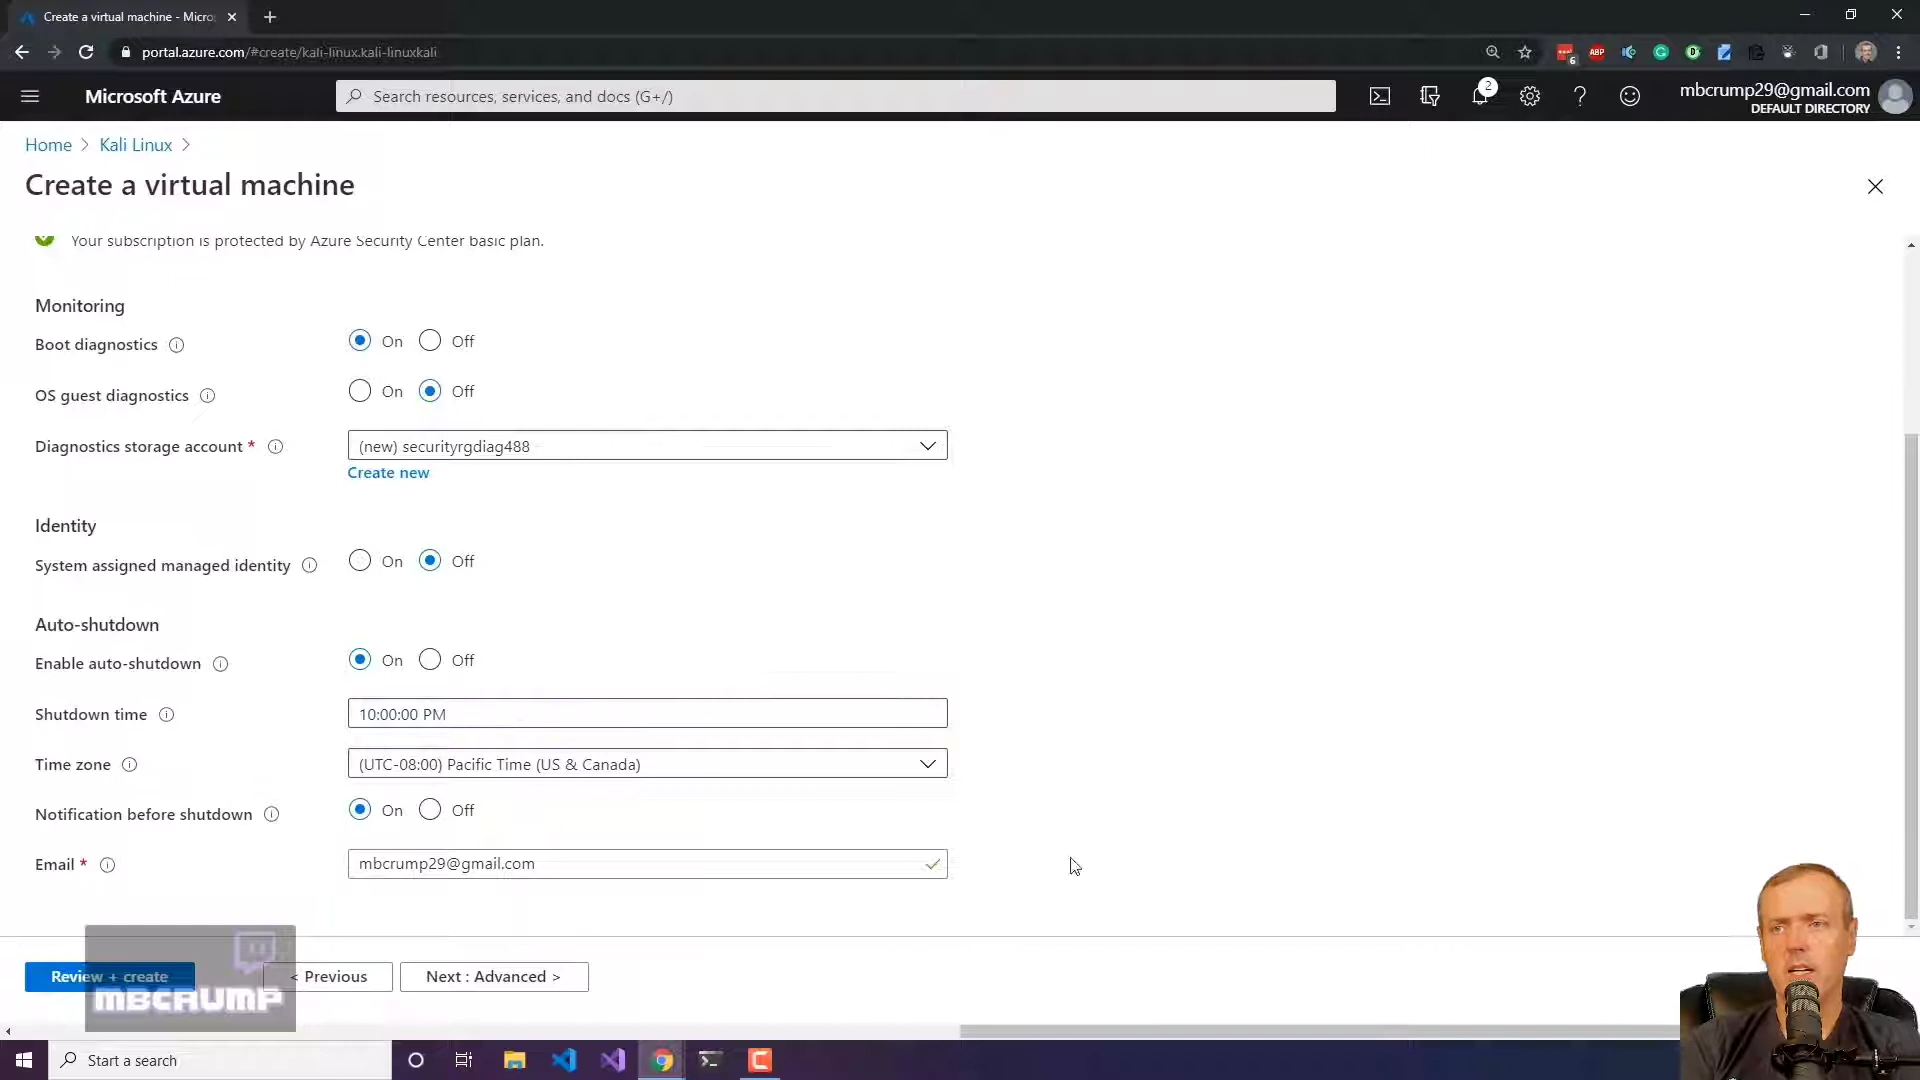 Create a virtual machine - Micro
portal.azure.com/#create/kali-linux.kali-linuxkali
6
ABP
Microsoft Azure
Search resources, services, and docs (G+/)
2
mbcrump29@gmail.com
DEFAULT DIRECTORY
Home > Kali Linux >
Create a virtual machine
Your subscription is protected by Azure Security Center basic plan.
Monitoring
Boot diagnostics On Off
OS guest diagnostics On Off
Diagnostics storage account * (new) securityrgdiag488
Create new
Identity
System assigned managed identity On Off
Auto-shutdown
Enable auto-shutdown On Off
Shutdown time 10:00:00 PM
Time zone (UTC-08:00) Pacific Time (US & Canada)
Notification before shutdown On Off
Email * mbcrump29@gmail.com
Review + create < Previous Next : Advanced >
MBCRUMP
Start a search